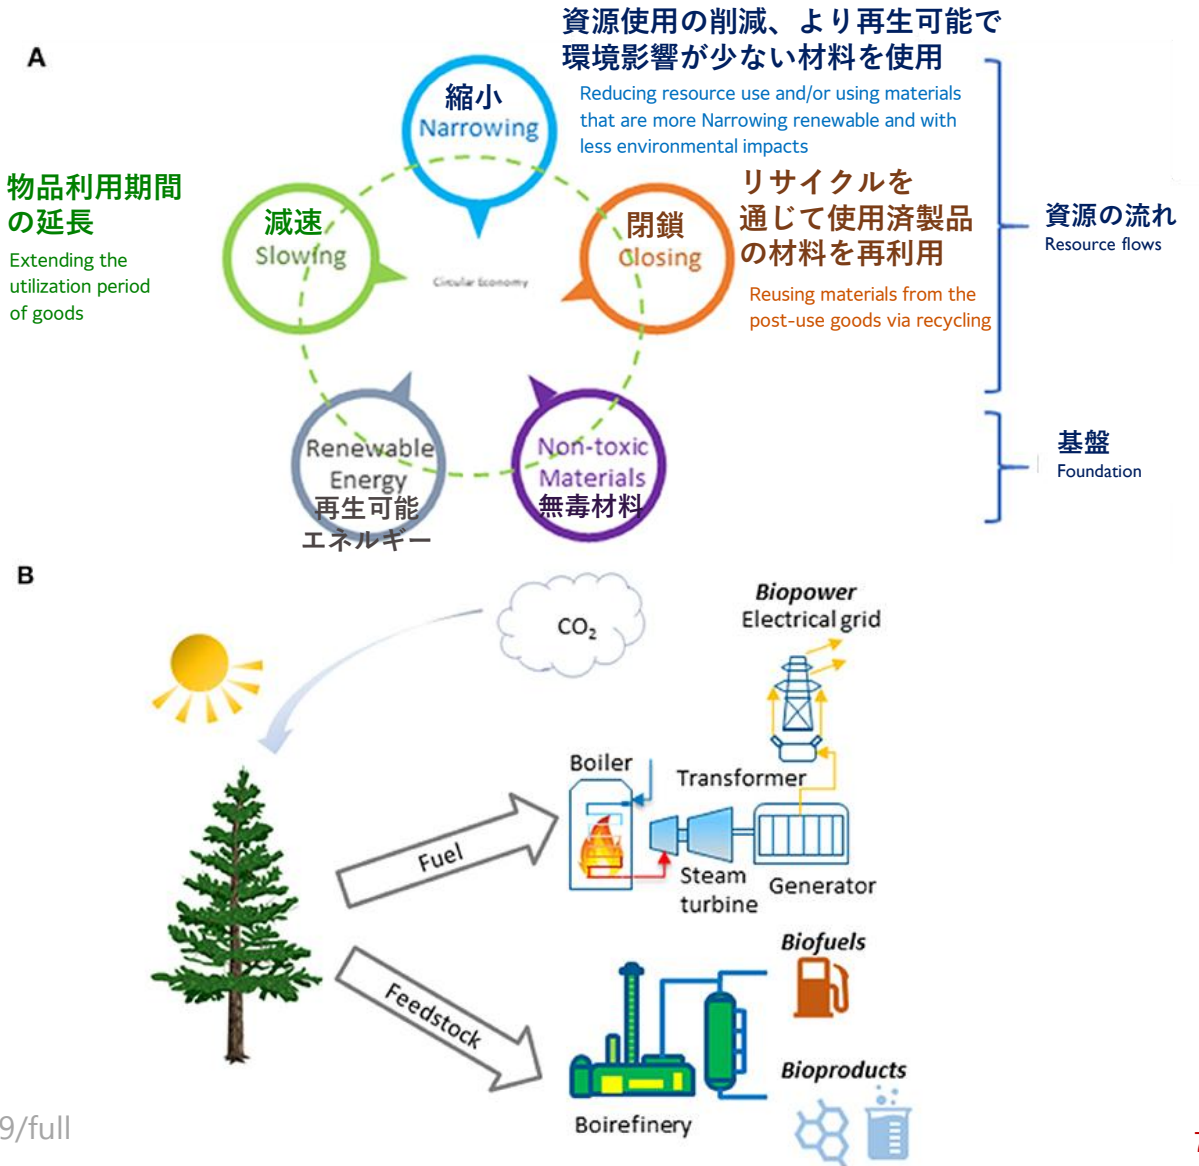 A
資源使用の削減、より再生可能で
環境影響が少ない材料を使用
Reducing resource use and/or using materials
that are more Narrowing renewable and with
less environmental impacts
縮小
Narrowing
物品利用期間
の延長
Extending the
utilization period
of goods
減速
Slowing
Circular Economy
閉鎖
Closing
リサイクルを
通じて使用済製品
の材料を再利用
Reusing materials from the
post-use goods via recycling
資源の流れ
Resource flows
Renewable
Energy
再生可能
エネルギー
Non-toxic
Materials
無毒材料
基盤
Foundation
B
CO₂
Biopower
Electrical grid
Boiler
Transformer
Fuel
Steam
turbine
Generator
Feedstock
Biofuels
Bioproducts
Boirefinery
9/full